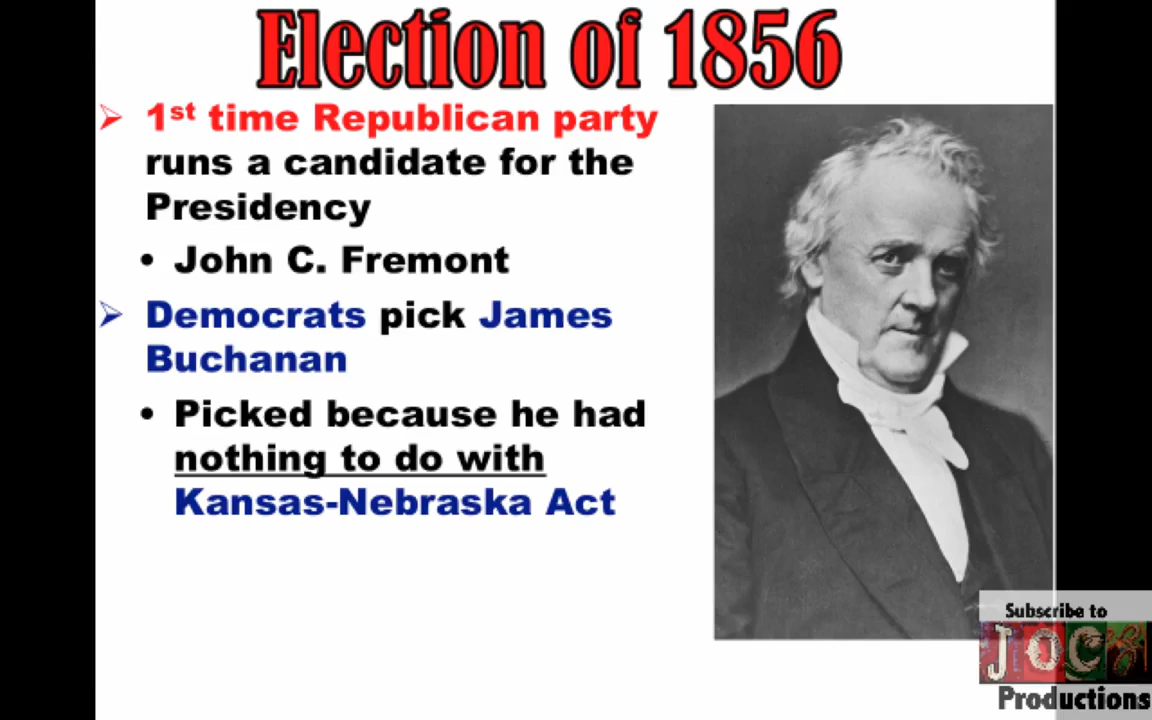 Election of 1856
➢ 1st time Republican party
runs a candidate for the
Presidency
• John C. Fremont
➢ Democrats pick James
Buchanan
• Picked because he had
nothing to do with
Kansas-Nebraska Act
Subscribe to
JOCZ
Productions